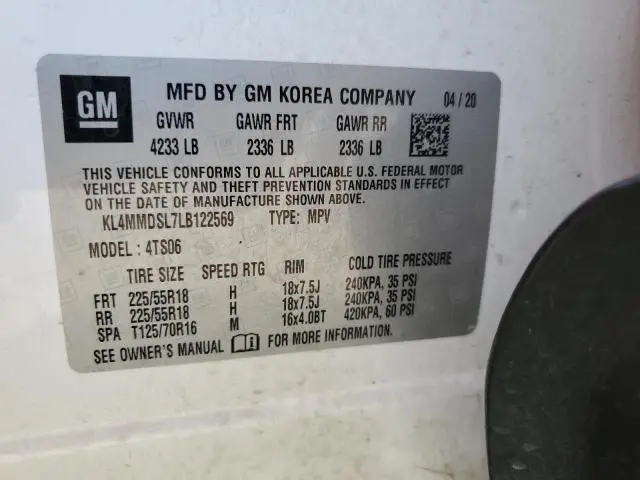 GM MFD BY GM KOREA COMPANY 04/20
GVWR GAWR FRT GAWR RR
4233 LB 2336 LB 2336 LB
THIS VEHICLE CONFORMS TO ALL APPLICABLE U.S. FEDERAL MOTOR
VEHICLE SAFETY AND THEFT PREVENTION STANDARDS IN EFFECT
ON THE DATE OF MANUFACTURE SHOWN ABOVE.
KL4MMDSL7LB122569 TYPE: MPV
MODEL: 4TS06
TIRE SIZE SPEED RTG RIM COLD TIRE PRESSURE
FRT 225/55R18 H 18x7.5J 240KPA, 35 PSI
RR 225/55R18 H 18x7.5J 240KPA, 35 PSI
SPA T125/70R16 M 16x4.0BT 420KPA, 60 PSI
SEE OWNER'S MANUAL FOR MORE INFORMATION.